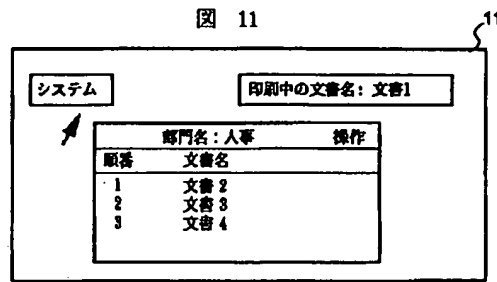 図 11
11
システム
印刷中の文書名: 文書1
部門名:人事 操作
順番 文書名
1 文書 2
2 文書 3
3 文書 4